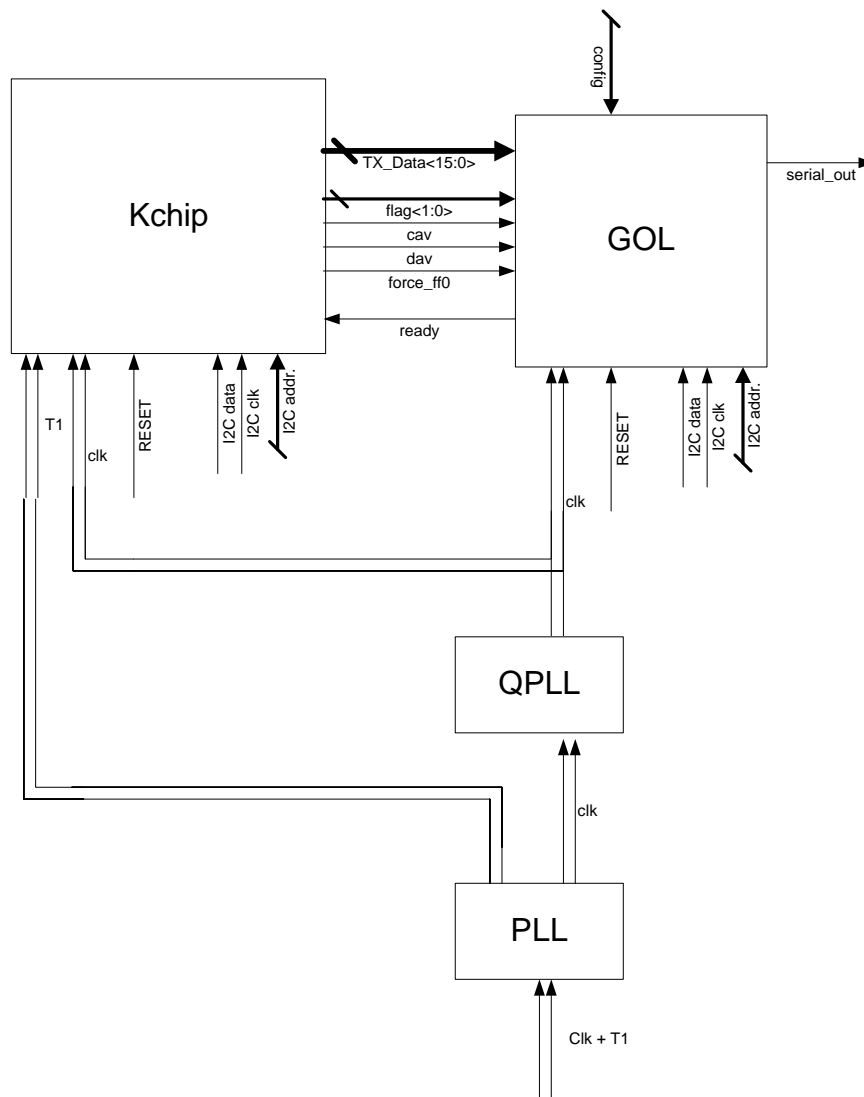 config
TX_Data<15:0>
serial_out
Kchip
flag<1:0>
GOL
cav
dav
force_ff0
ready
T1
clk
RESET
I2C data
I2C clk
I2C addr.
clk
RESET
I2C data
I2C clk
I2C addr.
QPLL
clk
PLL
Clk + T1